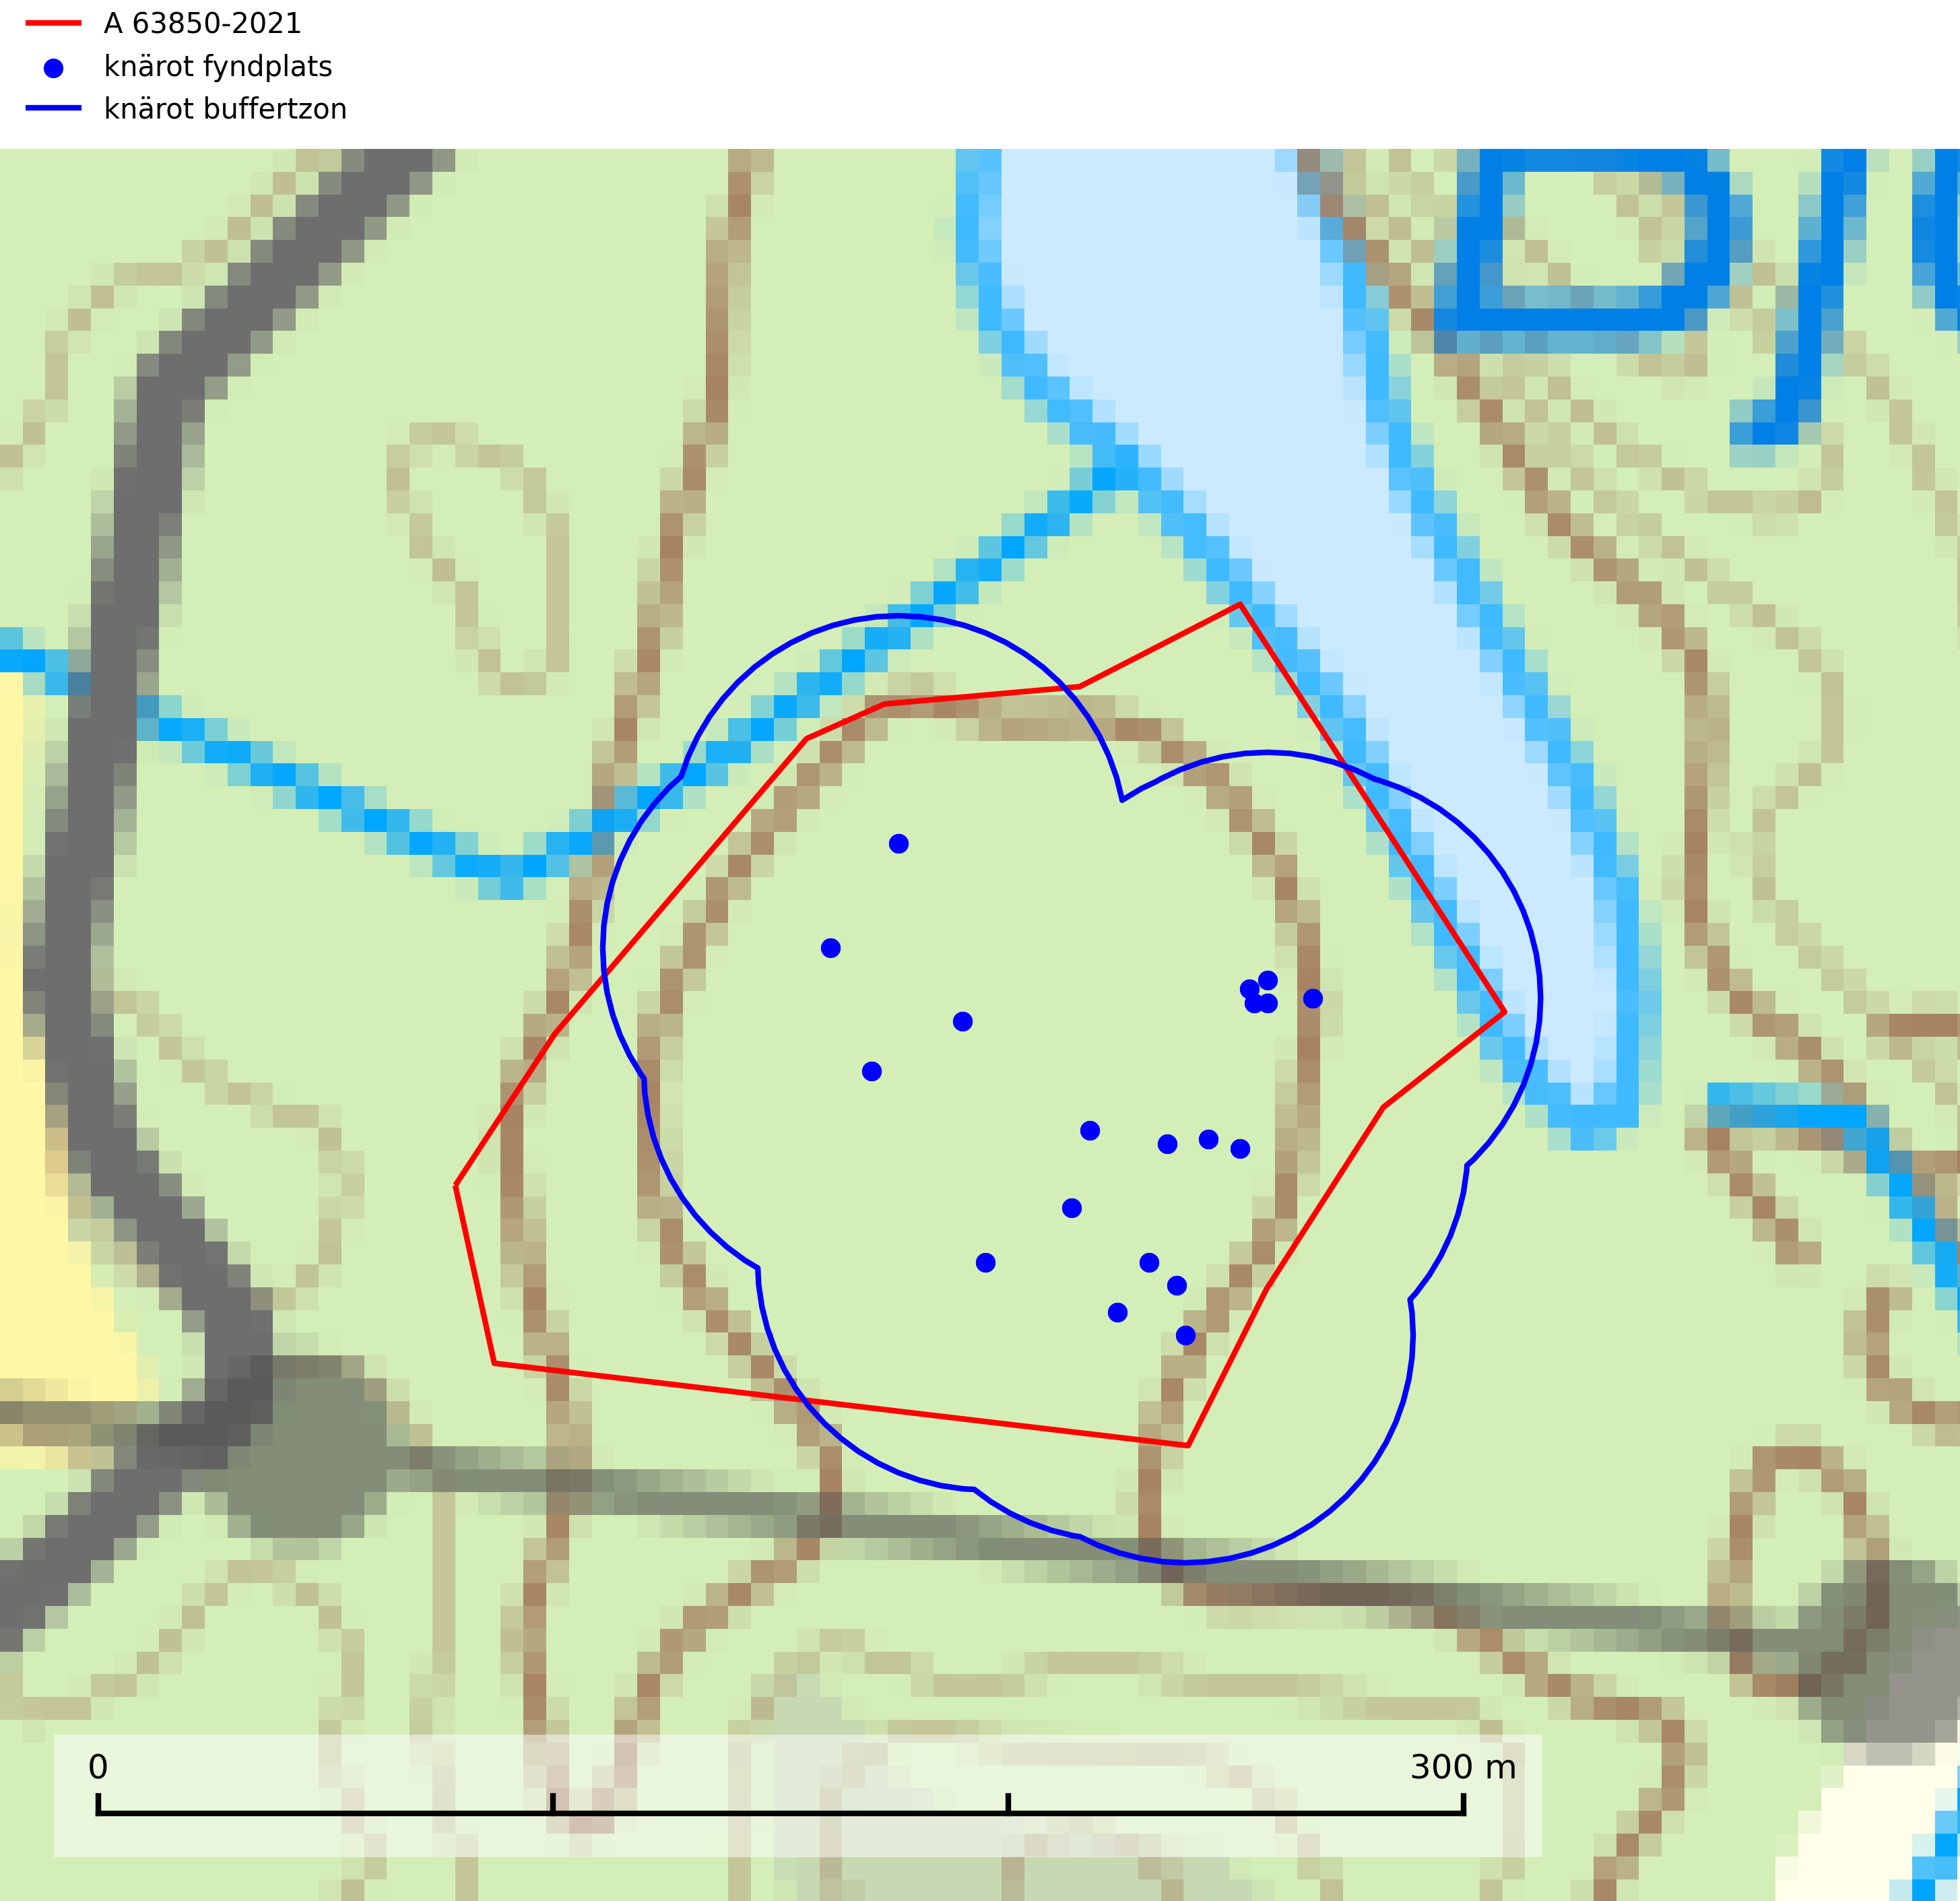 A 63850-2021
knärot fyndplats
knärot buffertzon
0 300 m